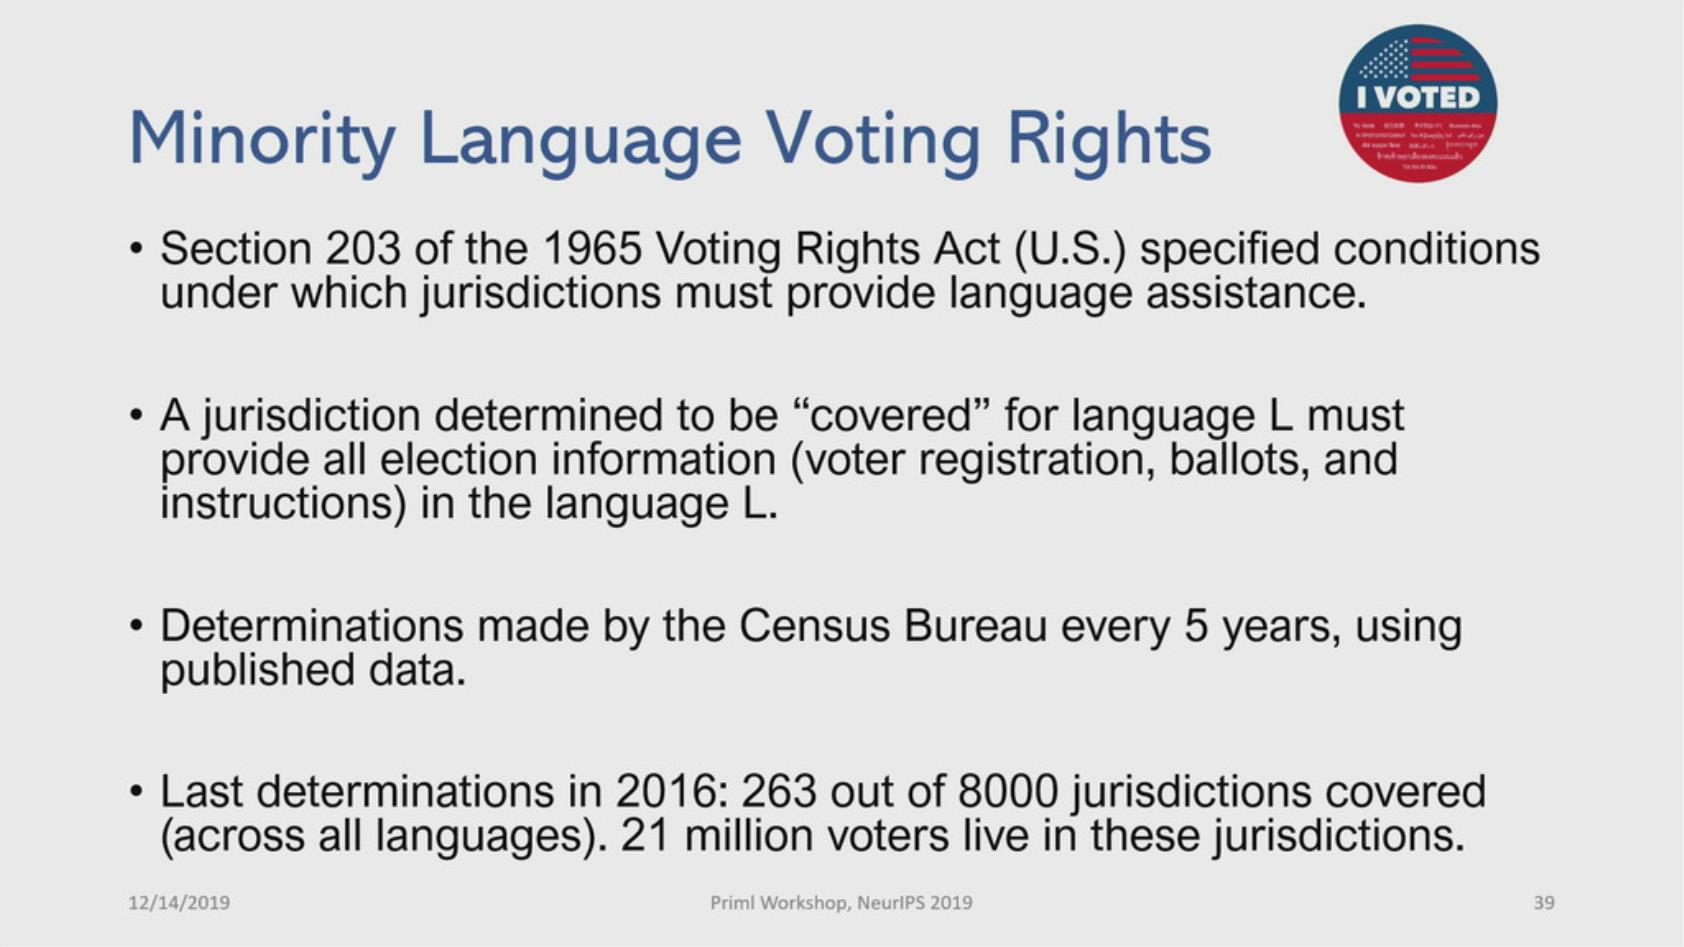 Minority Language Voting Rights
I VOTED
• Section 203 of the 1965 Voting Rights Act (U.S.) specified conditions
under which jurisdictions must provide language assistance.
• A jurisdiction determined to be “covered” for language L must
provide all election information (voter registration, ballots, and
instructions) in the language L.
• Determinations made by the Census Bureau every 5 years, using
published data.
• Last determinations in 2016: 263 out of 8000 jurisdictions covered
(across all languages). 21 million voters live in these jurisdictions.
12/14/2019
Priml Workshop, NeurIPS 2019
39